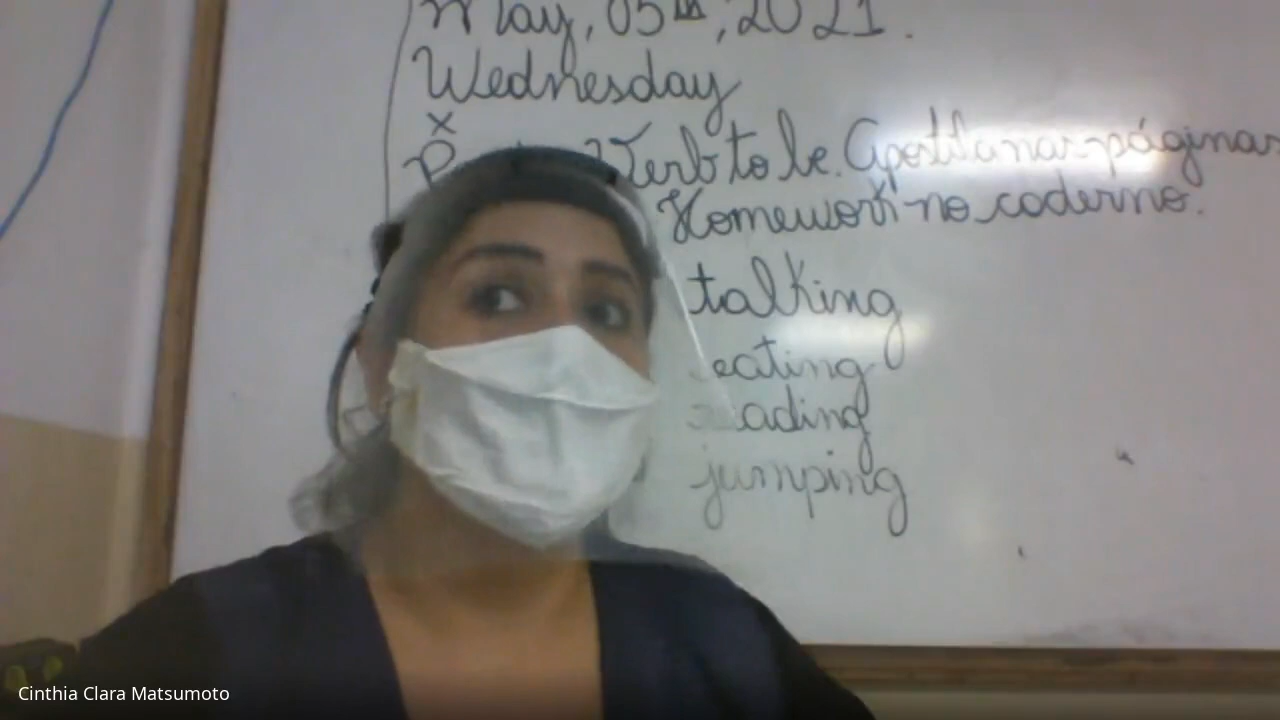 May, 05th, 2021.
Wednesday
x
Verb to be. Apostila nas páginas
Homework no caderno.
talking
eating
jumping
Cinthia Clara Matsumoto